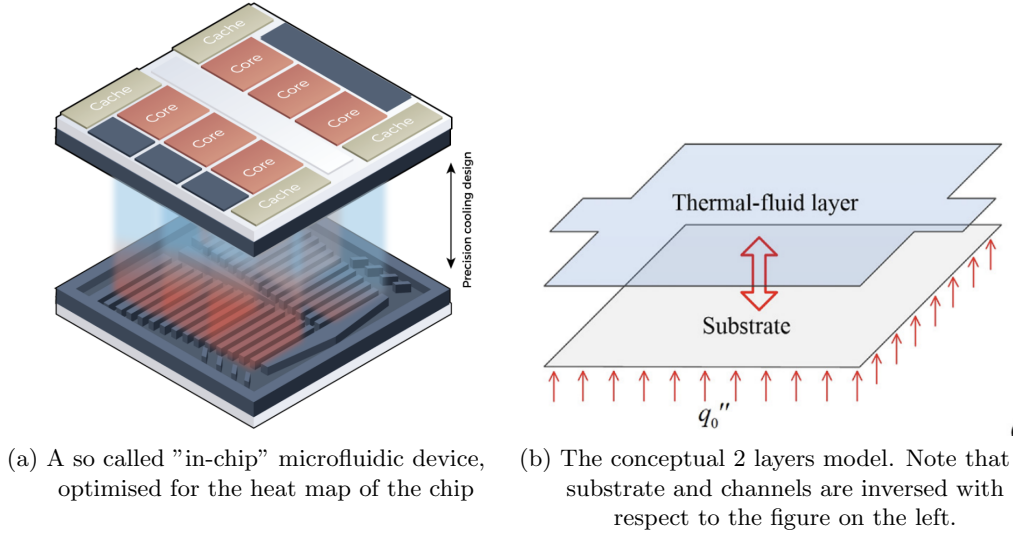 Cache
Core
Core
Cache
Core
Core
Core
Cache
Core
Cache
Precision cooling design
Thermal-fluid layer
Substrate
q₀″
(a) A so called ”in-chip” microfluidic device,
optimised for the heat map of the chip
(b) The conceptual 2 layers model. Note that
substrate and channels are inversed with
respect to the figure on the left.